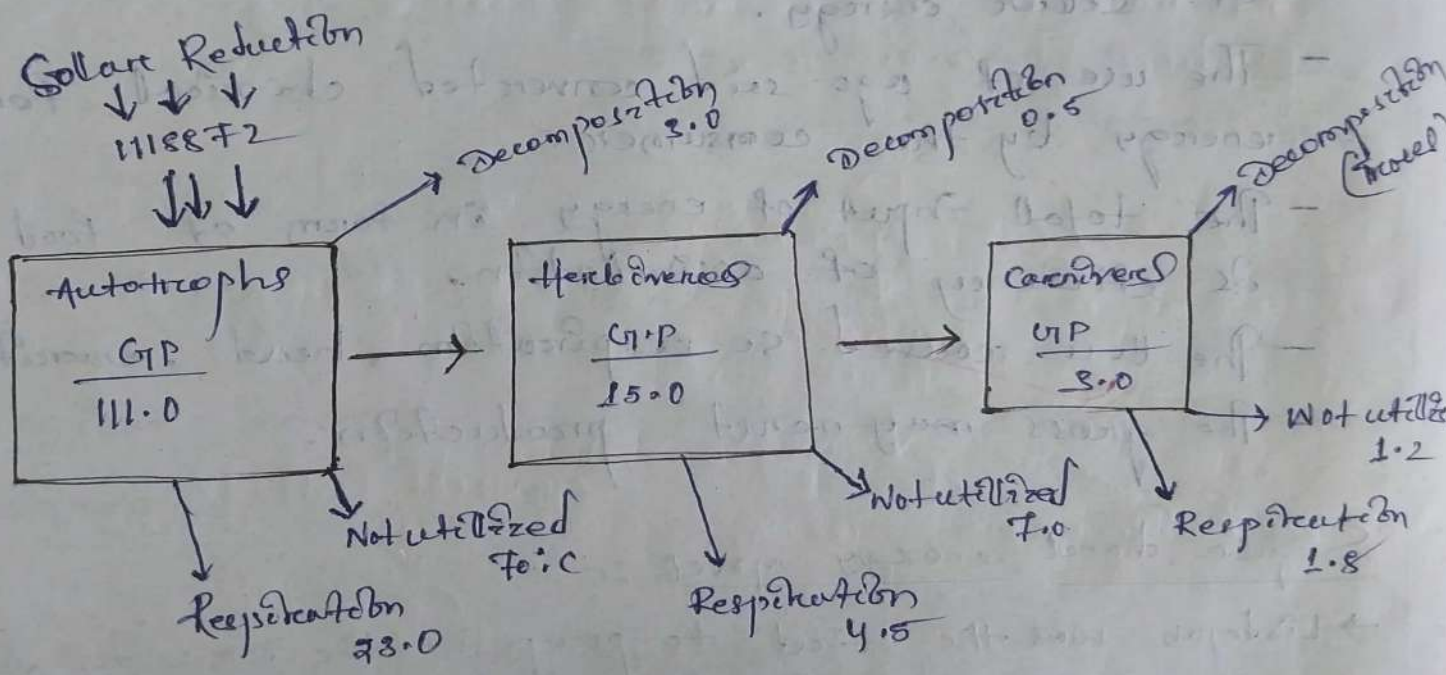 Sollart Reduction
1118872
Decomposition
3.0
Decomposition
0.5
Decomposition
Autotrophs
GP
111.0
Herbivores
G.P
15.0
Carnivores
GP
3.0
Not utilized
70.C
Respiration
23.0
Not utilized
7.0
Respiration
4.5
Not utilize
1.2
Respiration
1.8